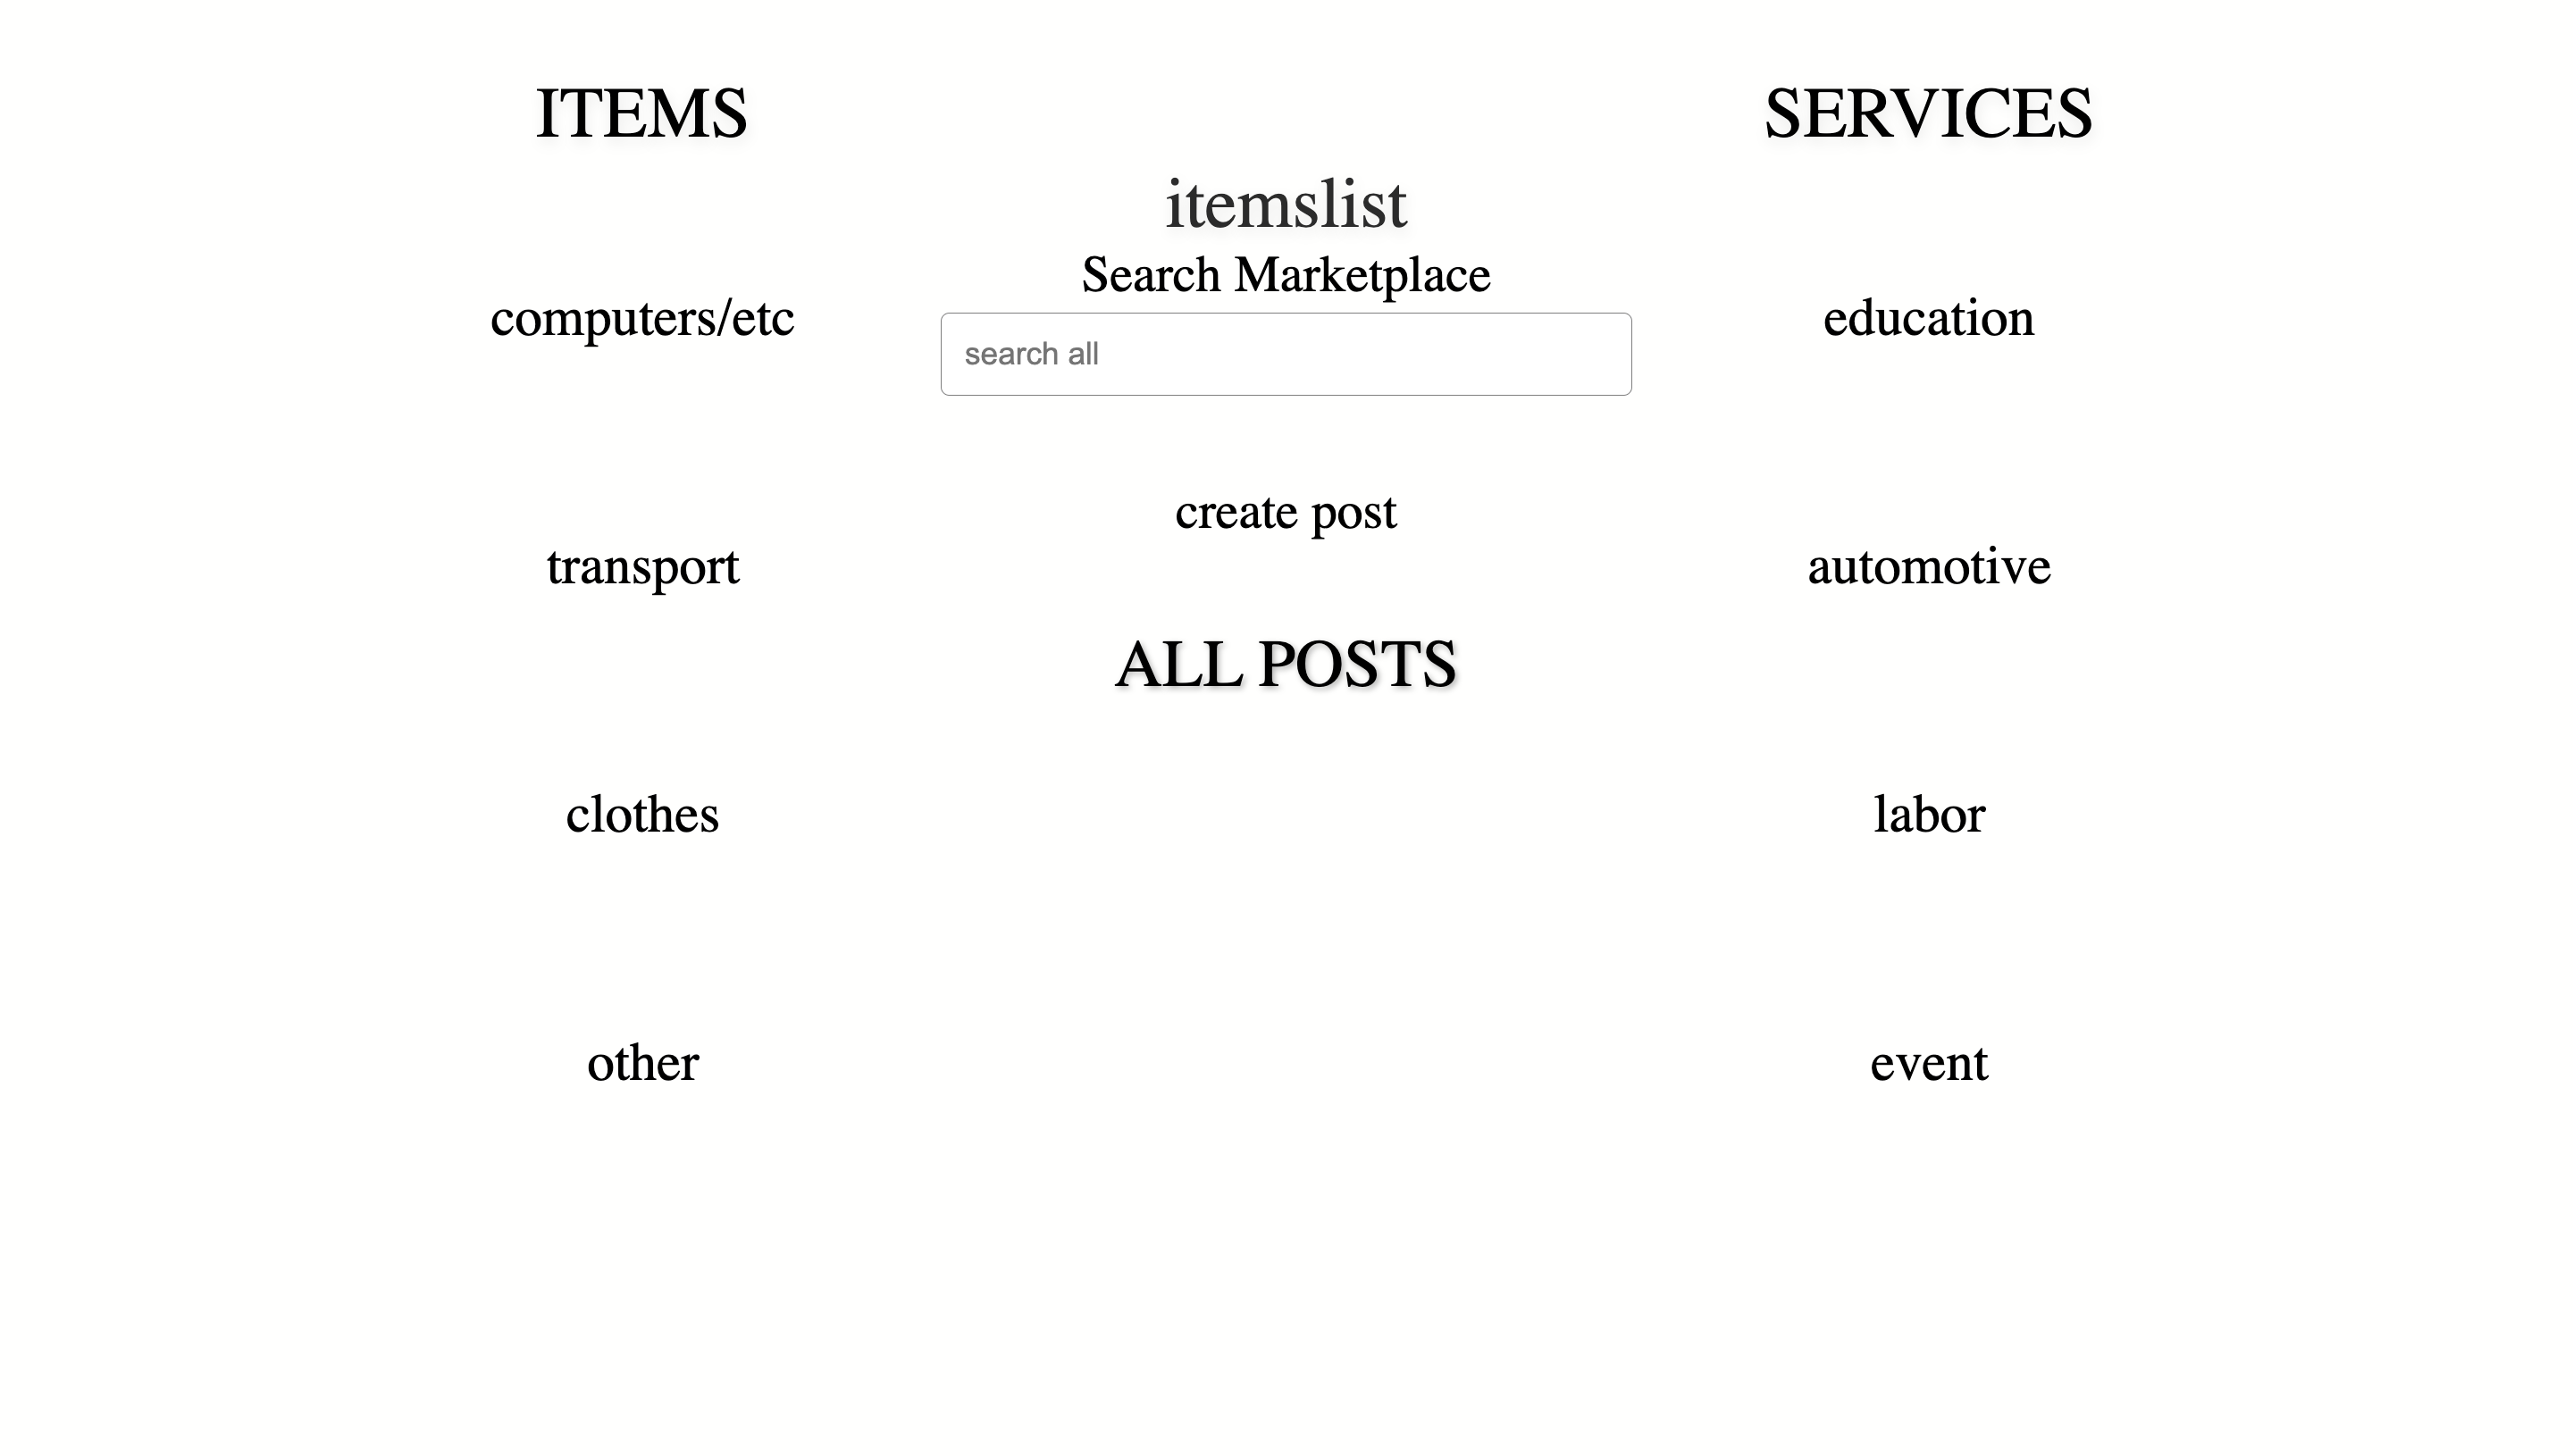 ITEMS
computers/etc
transport
clothes
other
itemslist
Search Marketplace
search all
create post
ALL POSTS
SERVICES
education
automotive
labor
event